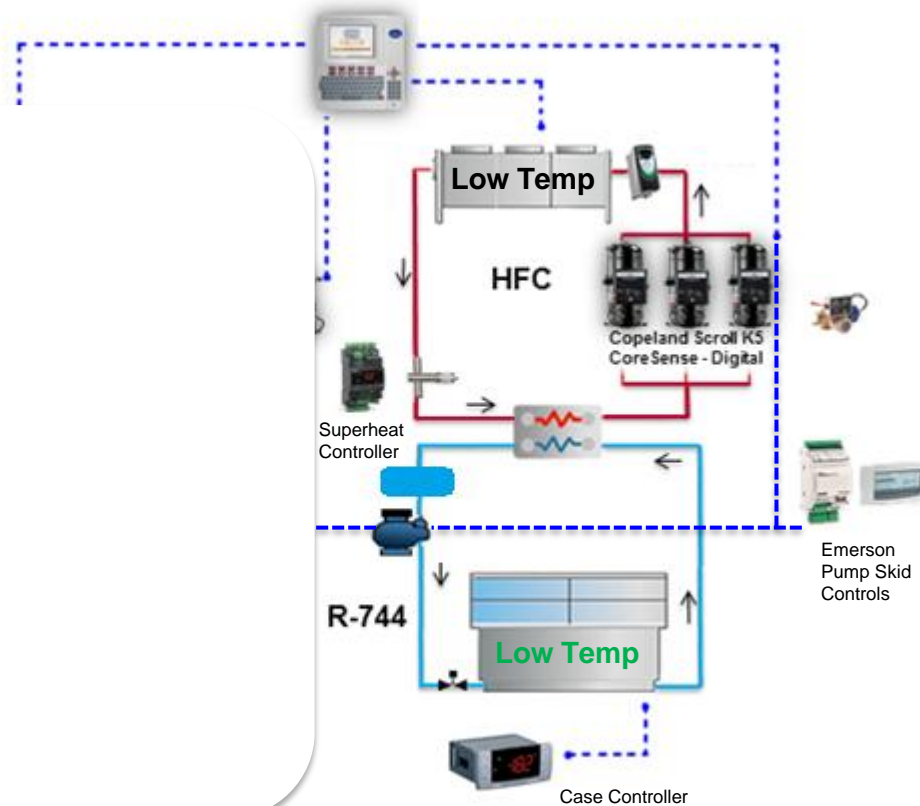 Low Temp
HFC
Copeland Scroll K5
CoreSense - Digital
Superheat
Controller
Emerson
Pump Skid
Controls
R-744
Low Temp
Case Controller